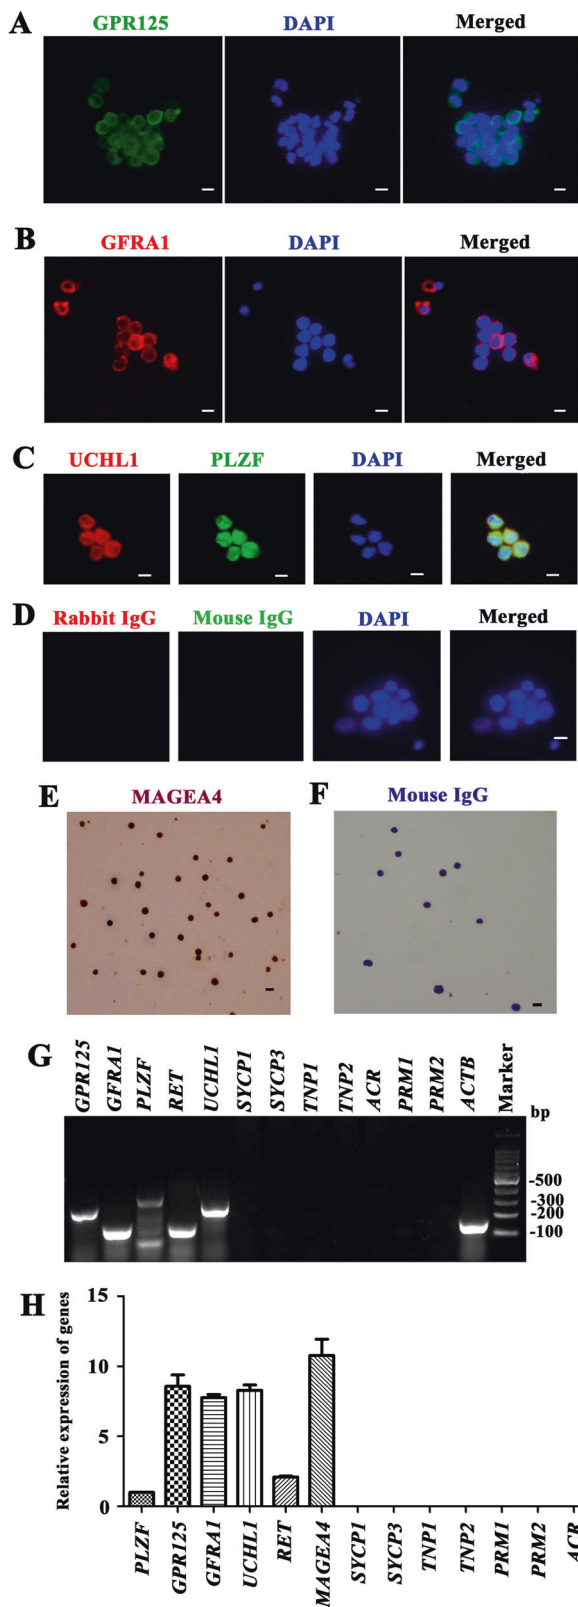 A
GPR125 DAPI Merged
B
GFRA1 DAPI Merged
C
UCHL1 PLZF DAPI Merged
D
Rabbit IgG Mouse IgG DAPI Merged
E
MAGEA4
F
Mouse IgG
G
GPR125 GFRA1 PLZF RET UCHL1 SYCP1 SYCP3 TNP1 TNP2 ACR PRM1 PRM2 ACTB Marker
bp
-500
-300
-200
-100
H
Relative expression of genes
15
10
5
0
PLZF GPR125 GFRA1 UCHL1 RET MAGEA4 SYCP1 SYCP3 TNP1 TNP2 PRM1 PRM2 ACR